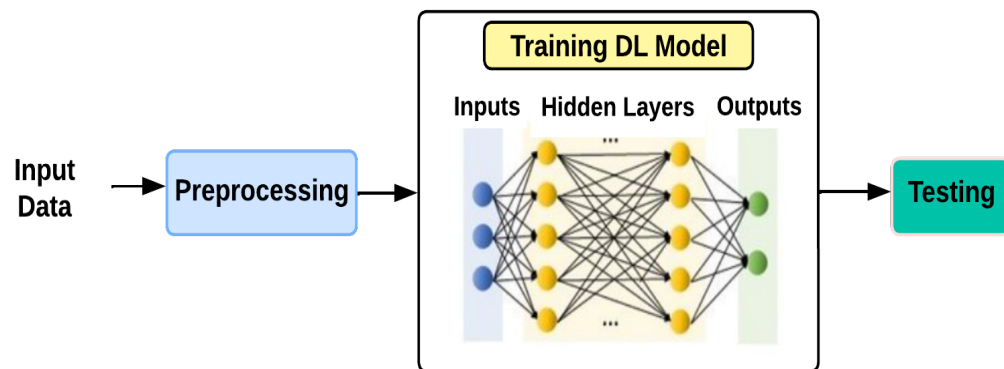 Training DL Model
Inputs Hidden Layers Outputs
...
Input
Data
Preprocessing
Testing
...